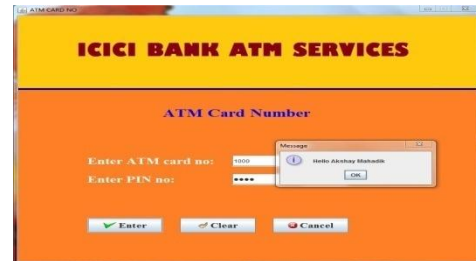 ATM CARD NO
ICICI BANK ATM SERVICES
ATM Card Number
Enter ATM card no: 1000
Enter PIN no: ••••
Message
Hello Akshay Mahadik
OK
Enter Clear Cancel